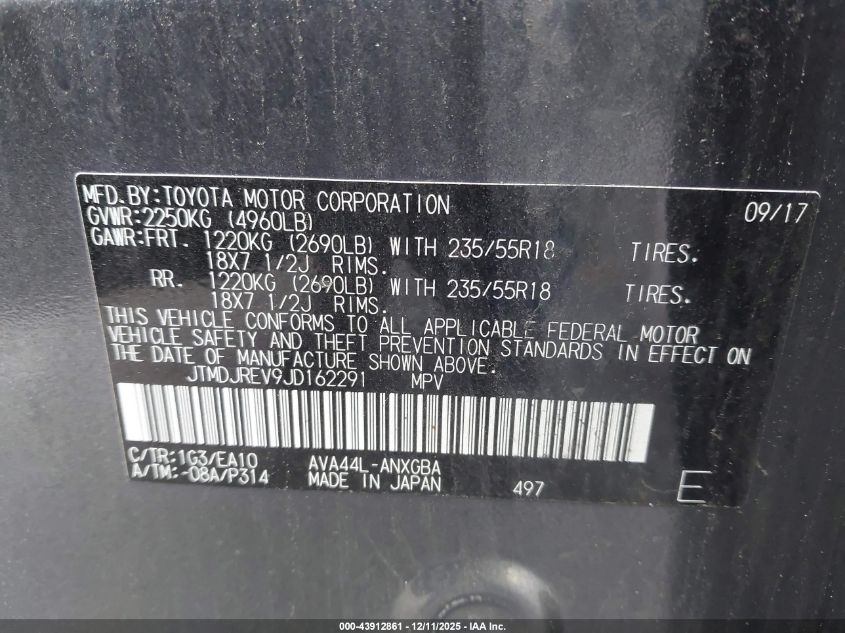 MFD.BY:TOYOTA MOTOR CORPORATION 09/17
GVWR:2250KG (4960LB)
GAWR:FRT. 1220KG (2690LB) WITH 235/55R18 TIRES.
18X7 1/2J RIMS.
RR. 1220KG (2690LB) WITH 235/55R18 TIRES.
18X7 1/2J RIMS.
THIS VEHICLE CONFORMS TO ALL APPLICABLE FEDERAL MOTOR
VEHICLE SAFETY AND THEFT PREVENTION STANDARDS IN EFFECT ON
THE DATE OF MANUFACTURE SHOWN ABOVE.
JTMDJREV9JD162291 MPV
C/TR:1G3/EA10 AVA44L-ANXGBA
A/TM:-08A/P314 MADE IN JAPAN 497 E
000-43912861 - 12/11/2025 - IAA Inc.